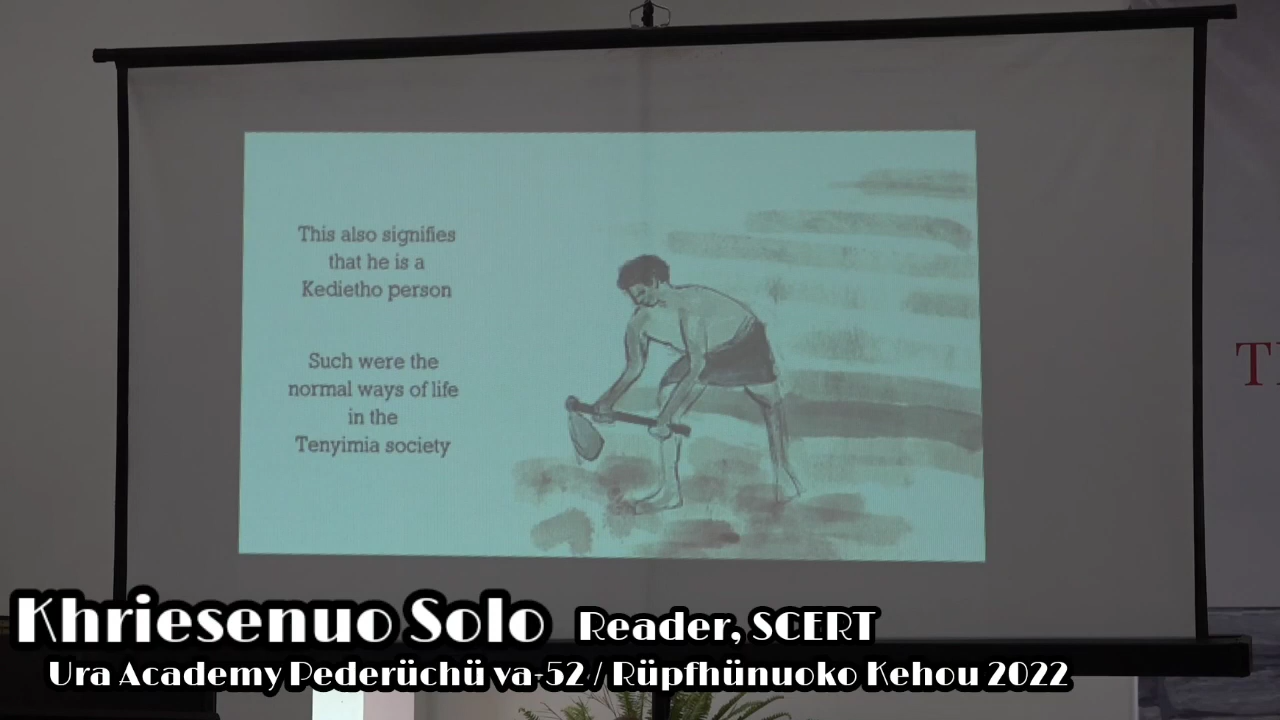 This also signifies
that he is a
Kedietho person
Such were the
normal ways of life
in the
Tenyimia society
Khriesenuo Solo Reader, SCERT
Ura Academy Pederüchü va-52 / Rüpfhünuoko Kehou 2022